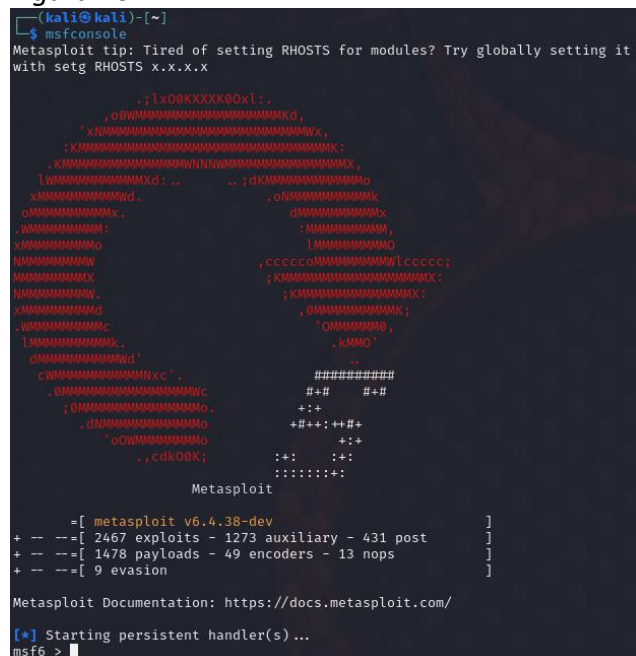 (kali㉿kali)-[~]
$ msfconsole
Metasploit tip: Tired of setting RHOSTS for modules? Try globally setting it
with setg RHOSTS x.x.x.x
Metasploit
=[ metasploit v6.4.38-dev ]
+ -- --=[ 2467 exploits - 1273 auxiliary - 431 post ]
+ -- --=[ 1478 payloads - 49 encoders - 13 nops ]
+ -- --=[ 9 evasion ]
Metasploit Documentation: https://docs.metasploit.com/
[*] Starting persistent handler(s)...
msf6 >